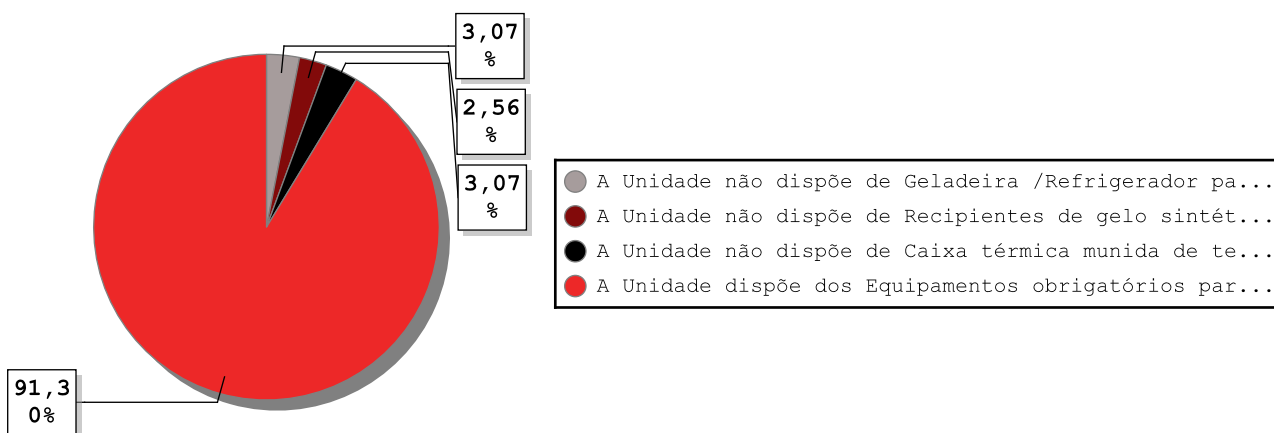 3,07
%
2,56
%
3,07
%
91,3
0%
A Unidade não dispõe de Geladeira /Refrigerador pa...
A Unidade não dispõe de Recipientes de gelo sintét...
A Unidade não dispõe de Caixa térmica munida de te...
A Unidade dispõe dos Equipamentos obrigatórios par...